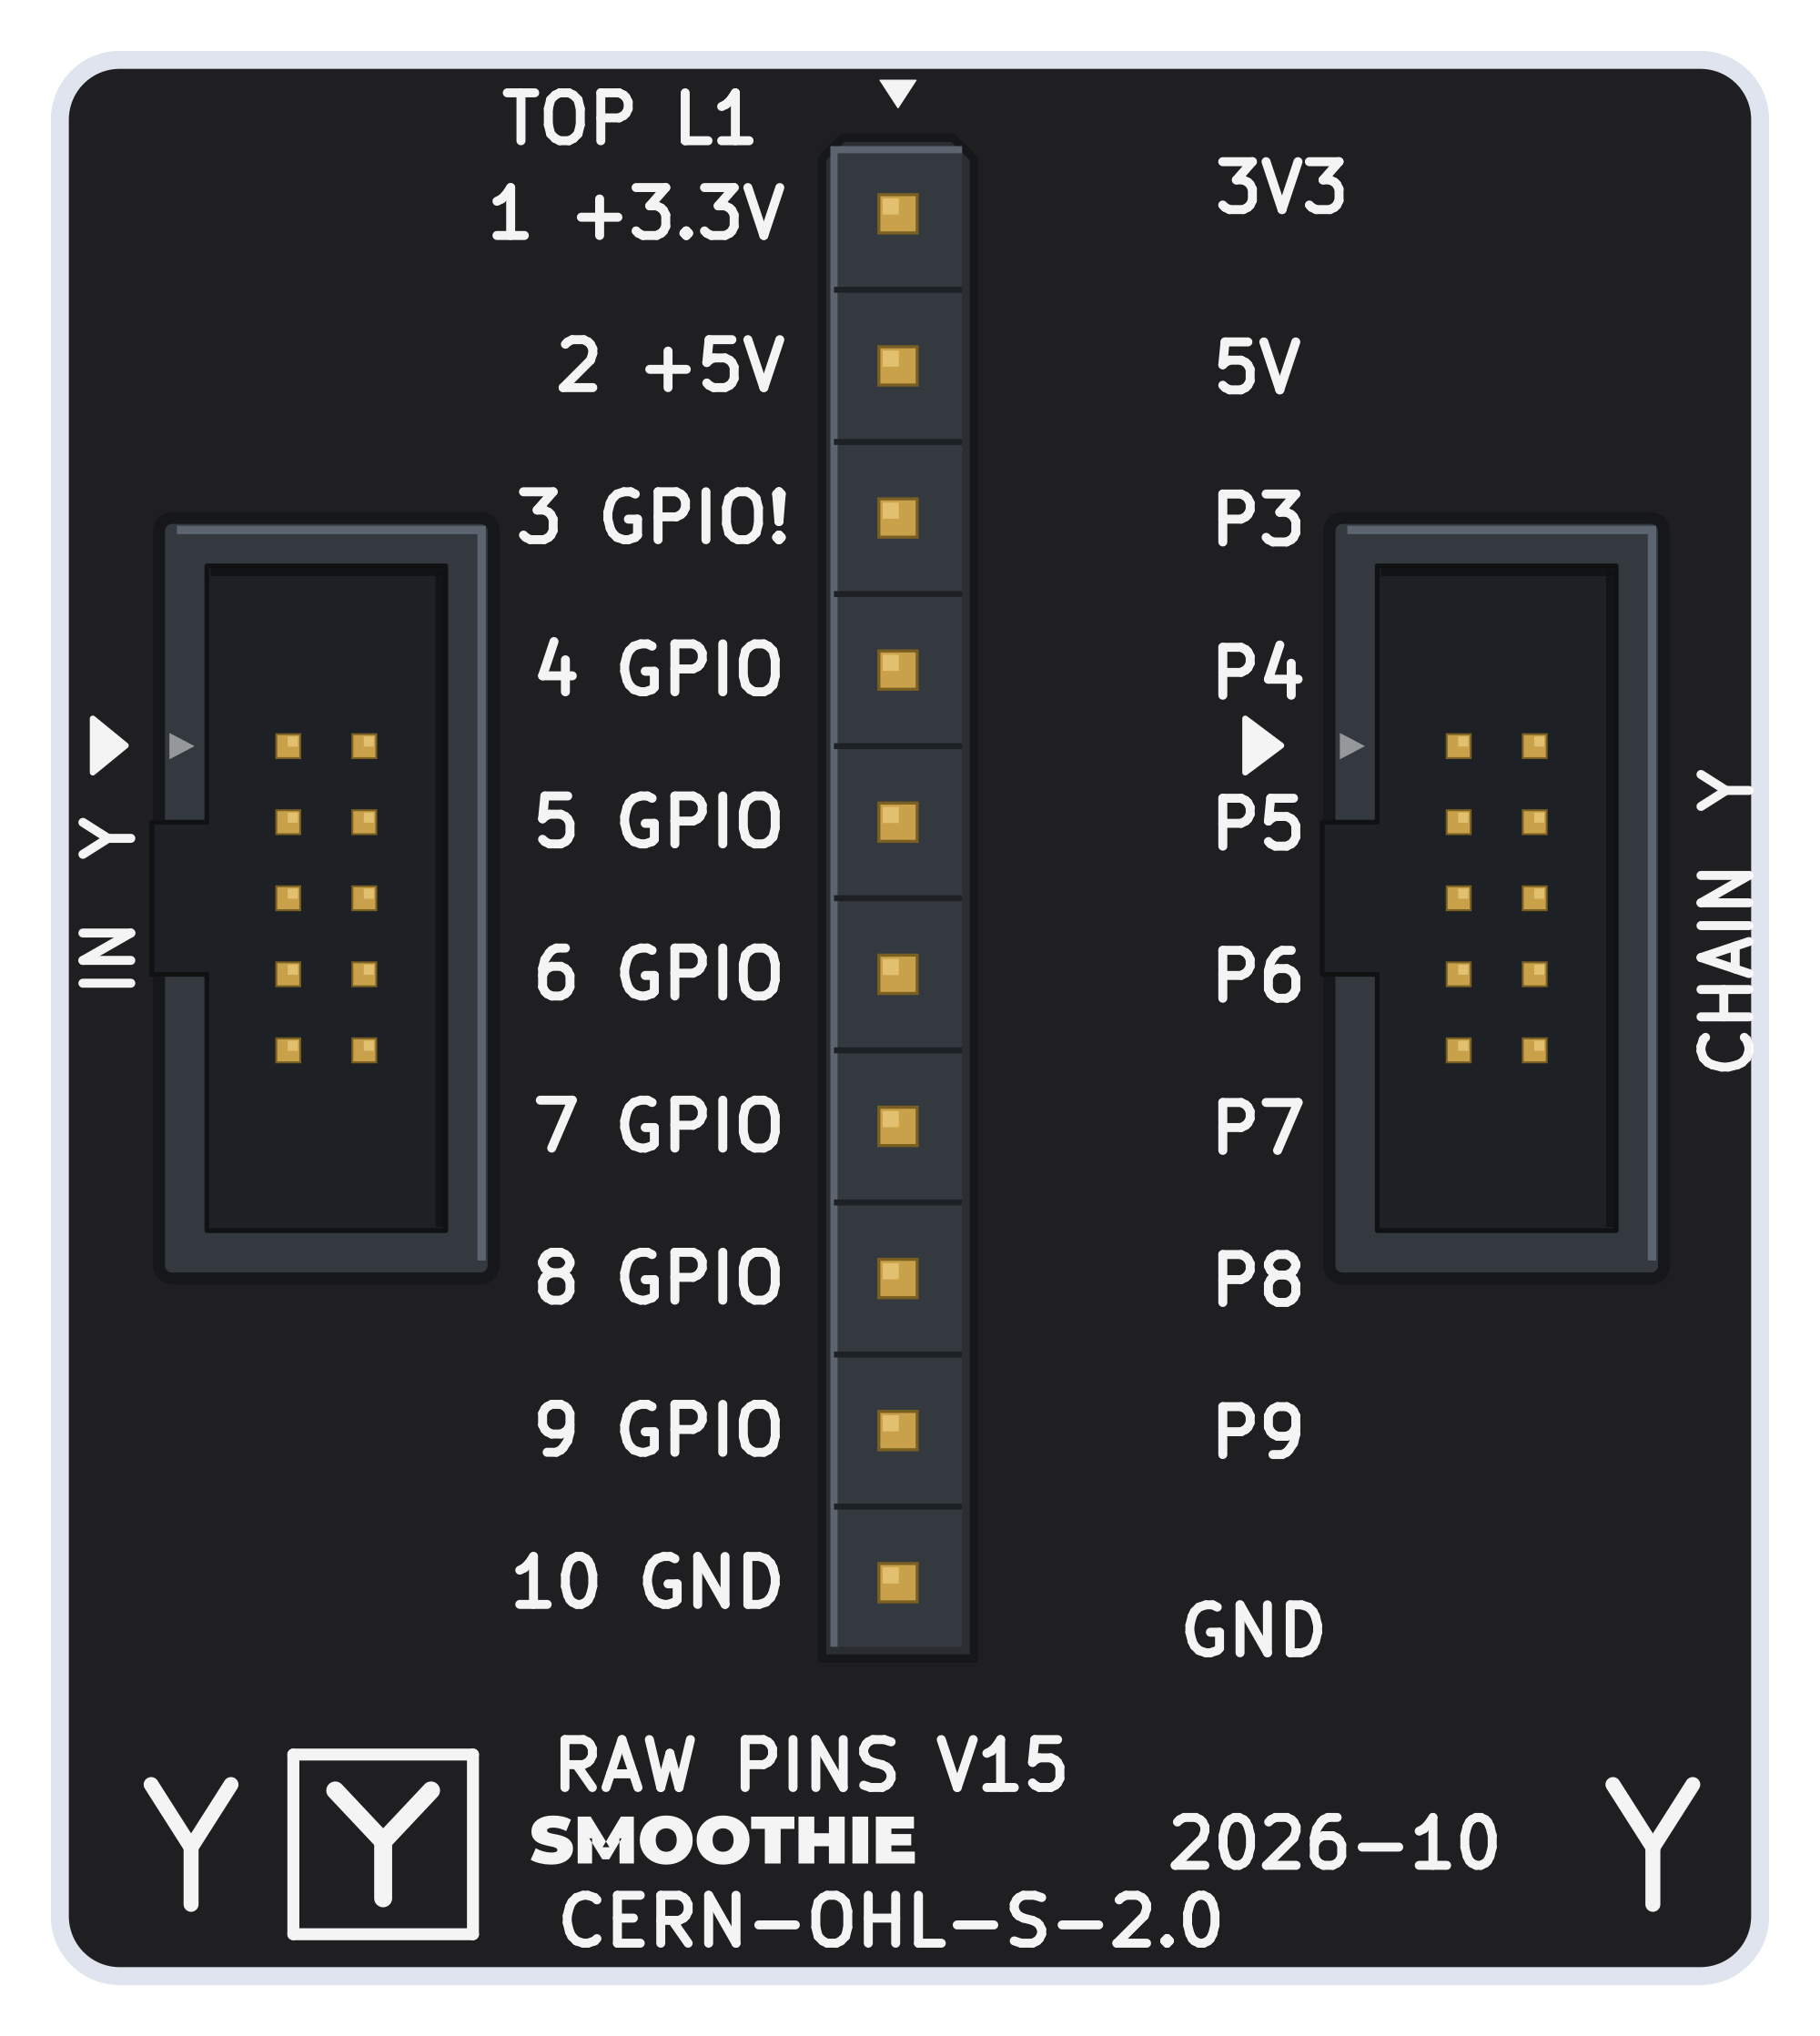 TOP L1
1 +3.3V
3V3
2 +5V
5V
3 GPIO!
P3
4 GPIO
P4
5 GPIO
P5
6 GPIO
P6
7 GPIO
P7
8 GPIO
P8
9 GPIO
P9
10 GND
GND
IN Y
CHAIN Y
RAW PINS V15
SMOOTHIE
2026-10
CERN-OHL-S-2.0
Y
Y
Y